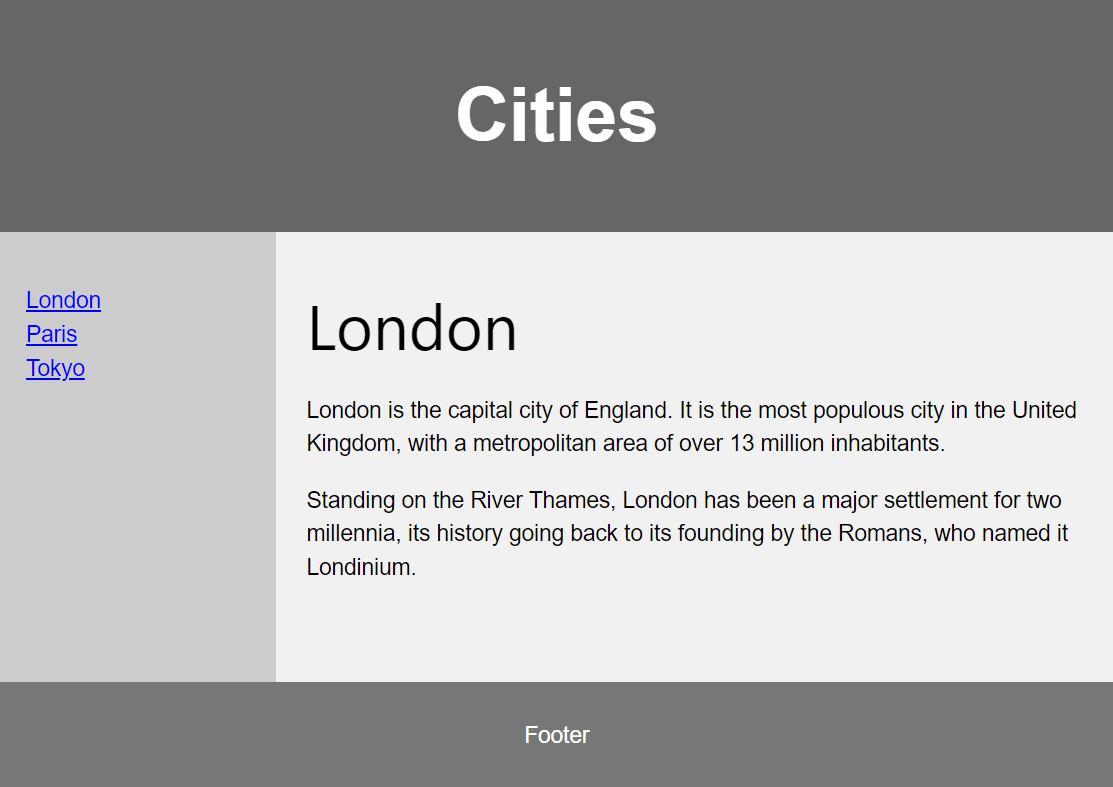 Cities
London
Paris
Tokyo
London
London is the capital city of England. It is the most populous city in the United
Kingdom, with a metropolitan area of over 13 million inhabitants.
Standing on the River Thames, London has been a major settlement for two
millennia, its history going back to its founding by the Romans, who named it
Londinium.
Footer